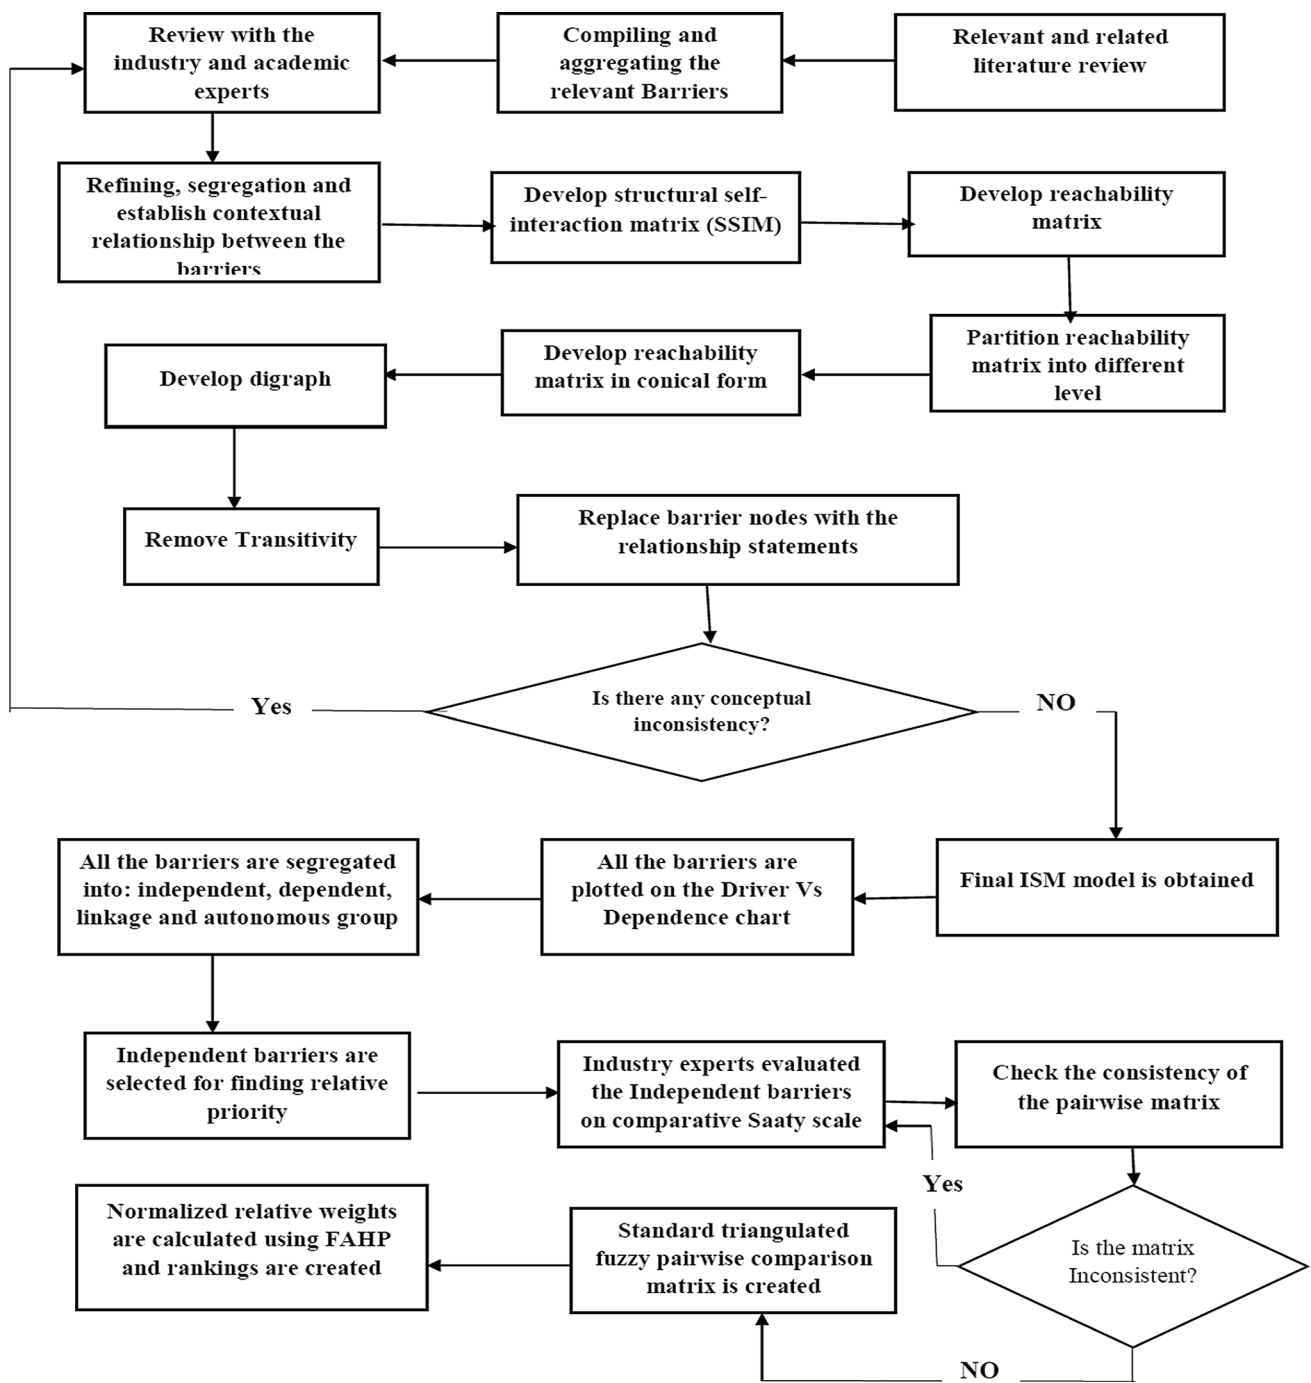 Relevant and related
literature review
Compiling and
aggregating the
relevant Barriers
Review with the
industry and academic
experts
Refining, segregation and
establish contextual
relationship between the
barriers
Develop structural self-
interaction matrix (SSIM)
Develop reachability
matrix
Partition reachability
matrix into different
level
Develop reachability
matrix in conical form
Develop digraph
Remove Transitivity
Replace barrier nodes with the
relationship statements
Is there any conceptual
inconsistency?
Yes
NO
Final ISM model is obtained
All the barriers are
plotted on the Driver Vs
Dependence chart
All the barriers are segregated
into: independent, dependent,
linkage and autonomous group
Independent barriers are
selected for finding relative
priority
Industry experts evaluated
the Independent barriers
on comparative Saaty scale
Check the consistency of
the pairwise matrix
Is the matrix
Inconsistent?
Yes
NO
Standard triangulated
fuzzy pairwise comparison
matrix is created
Normalized relative weights
are calculated using FAHP
and rankings are created